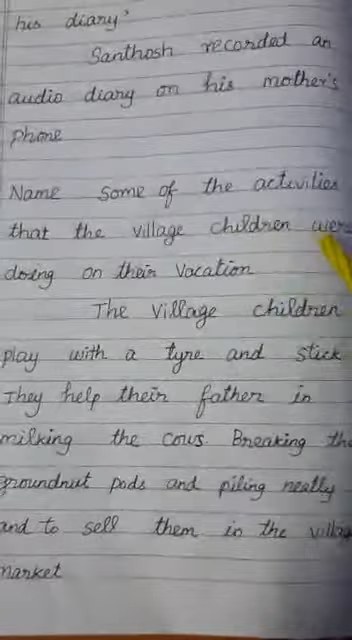 his diary?
Santhosh recorded an
audio diary on his mother's
phone
Name some of the activities
that the village children were
doing on their vacation
The village children
play with a tyre and stick
They help their father in
milking the cows. Breaking the
groundnut pods and piling neatly
and to sell them in the village
market